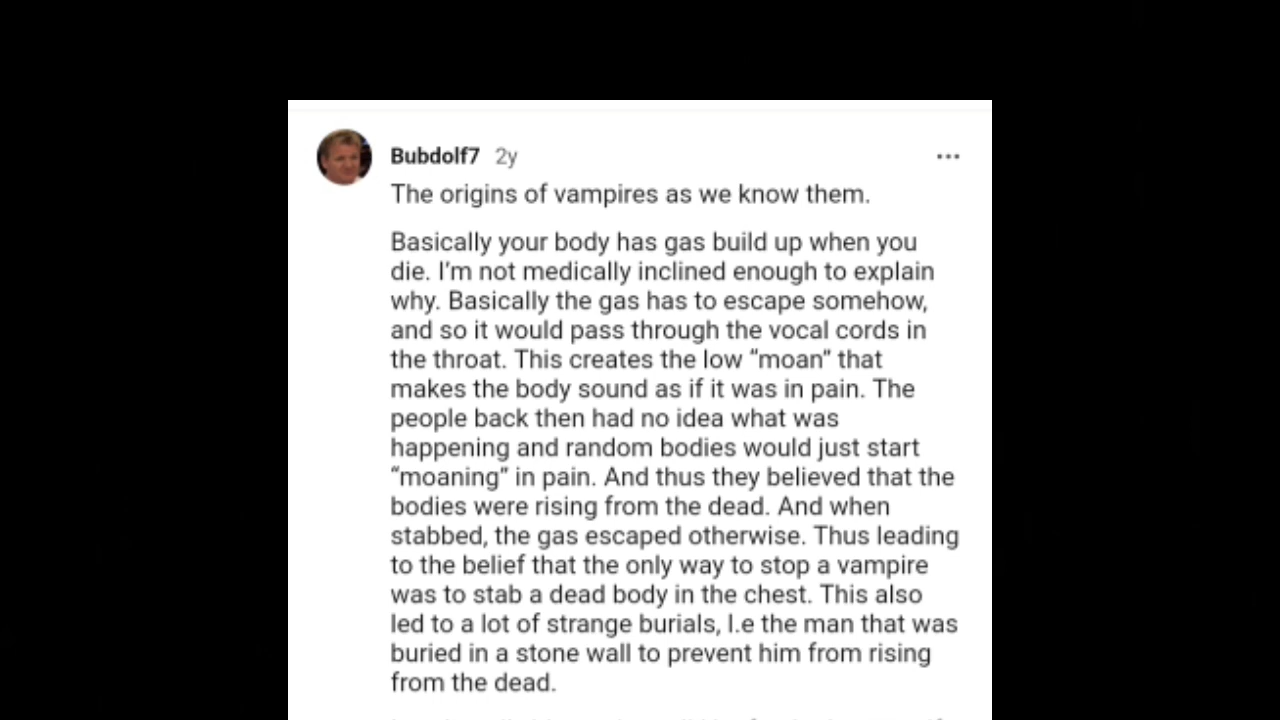 Bubdolf7 2y
The origins of vampires as we know them.
Basically your body has gas build up when you
die. I'm not medically inclined enough to explain
why. Basically the gas has to escape somehow,
and so it would pass through the vocal cords in
the throat. This creates the low “moan” that
makes the body sound as if it was in pain. The
people back then had no idea what was
happening and random bodies would just start
“moaning” in pain. And thus they believed that the
bodies were rising from the dead. And when
stabbed, the gas escaped otherwise. Thus leading
to the belief that the only way to stop a vampire
was to stab a dead body in the chest. This also
led to a lot of strange burials, I.e the man that was
buried in a stone wall to prevent him from rising
from the dead.